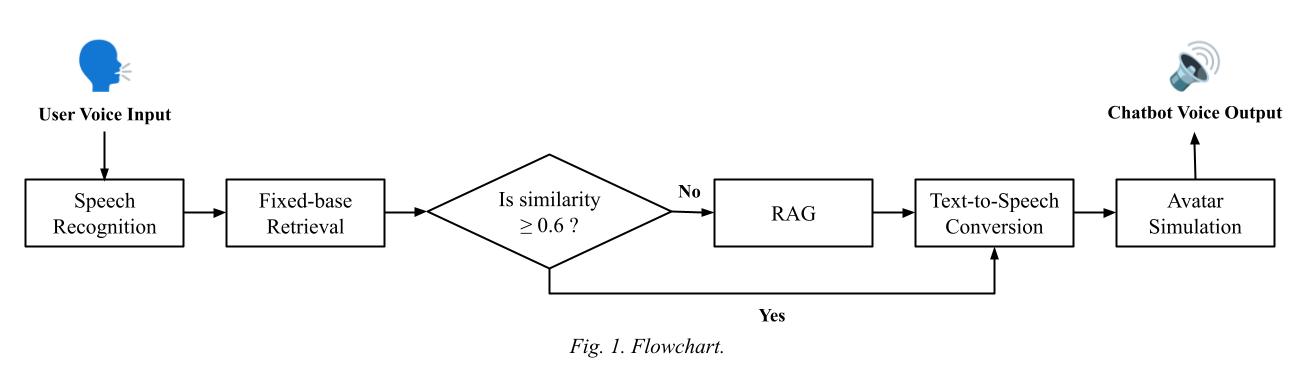 User Voice Input
Chatbot Voice Output
Speech
Recognition
Fixed-base
Retrieval
Is similarity
≥ 0.6 ?
No
RAG
Text-to-Speech
Conversion
Avatar
Simulation
Yes
Fig. 1. Flowchart.